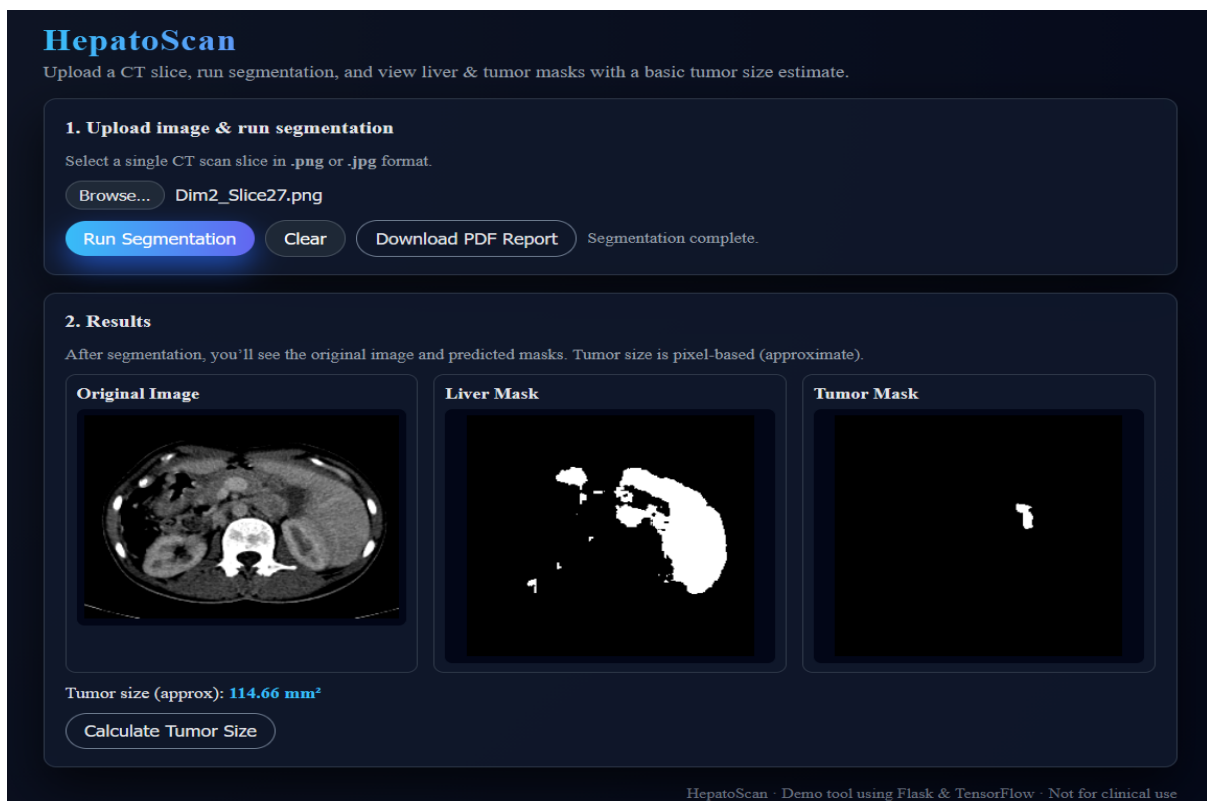 HepatoScan
Upload a CT slice, run segmentation, and view liver & tumor masks with a basic tumor size estimate.
1. Upload image & run segmentation
Select a single CT scan slice in .png or .jpg format.
Browse... Dim2_Slice27.png
Run Segmentation Clear Download PDF Report Segmentation complete.
2. Results
After segmentation, you’ll see the original image and predicted masks. Tumor size is pixel-based (approximate).
Original Image Liver Mask Tumor Mask
Tumor size (approx): 114.66 mm²
Calculate Tumor Size
HepatoScan · Demo tool using Flask & TensorFlow · Not for clinical use